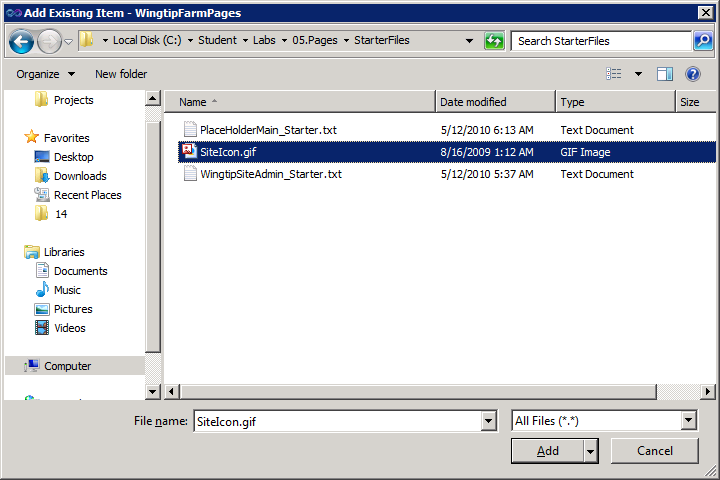 Add Existing Item - WingtipFarmPages
Local Disk (C:) Student Labs 05.Pages StarterFiles Search StarterFiles
Organize New folder
Projects
Favorites
Desktop
Downloads
Recent Places
14
Libraries
Documents
Music
Pictures
Videos
Computer
Name Date modified Type Size
PlaceHolderMain_Starter.txt 5/12/2010 6:13 AM Text Document
SiteIcon.gif 8/16/2009 1:12 AM GIF Image
WingtipSiteAdmin_Starter.txt 5/12/2010 5:37 AM Text Document
File name: SiteIcon.gif All Files (*.*)
Add Cancel